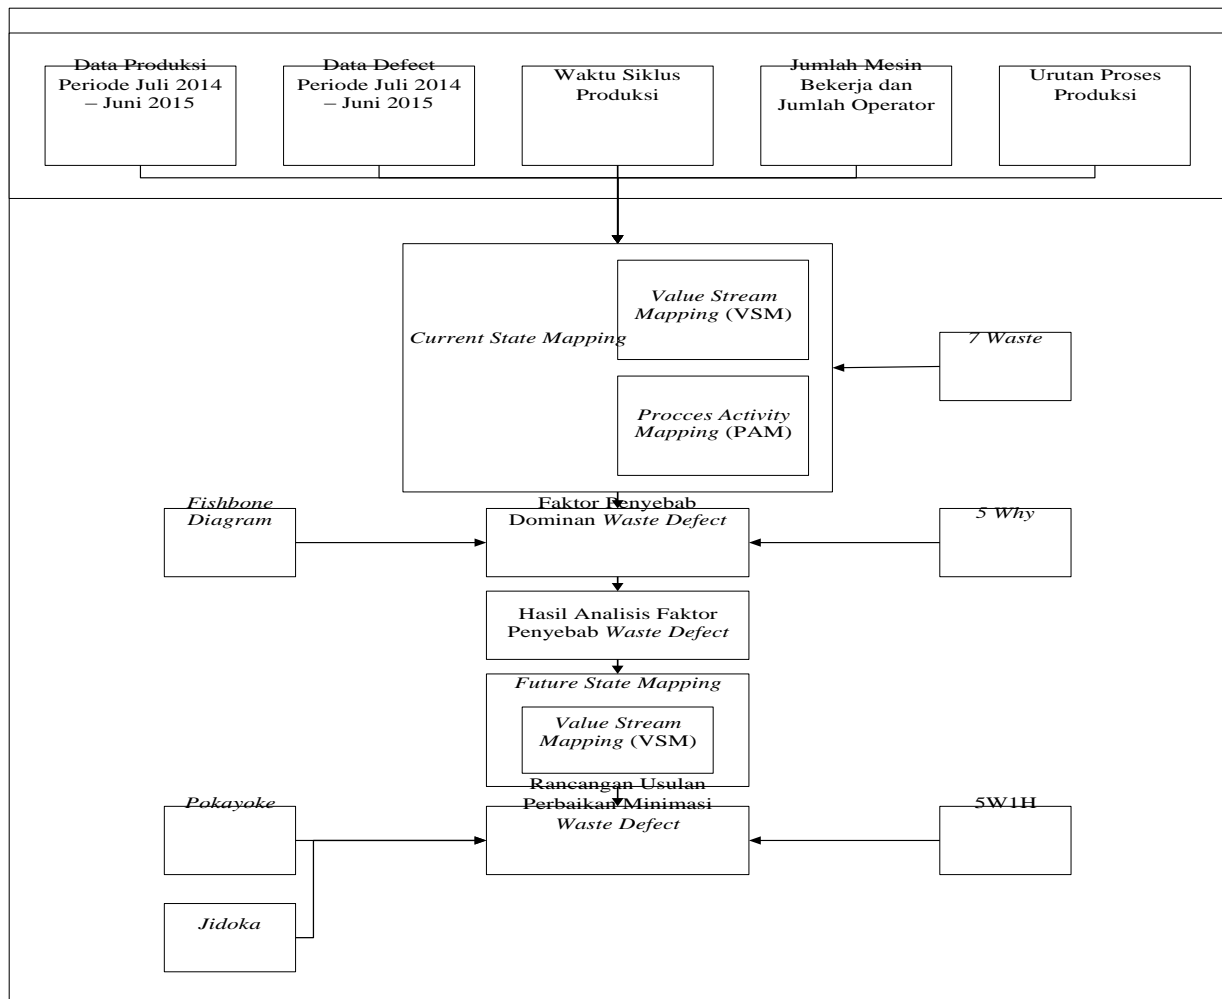 Data Produksi
Periode Juli 2014
– Juni 2015
Data Defect
Periode Juli 2014
– Juni 2015
Waktu Siklus
Produksi
Jumlah Mesin
Bekerja dan
Jumlah Operator
Urutan Proses
Produksi
Value Stream
Mapping (VSM)
Current State Mapping
7 Waste
Procces Activity
Mapping (PAM)
Fishbone
Diagram
Faktor Penyebab
Dominan Waste Defect
5 Why
Hasil Analisis Faktor
Penyebab Waste Defect
Future State Mapping
Value Stream
Mapping (VSM)
Rancangan Usulan
Perbaikan Minimasi
Waste Defect
Pokayoke
5W1H
Jidoka